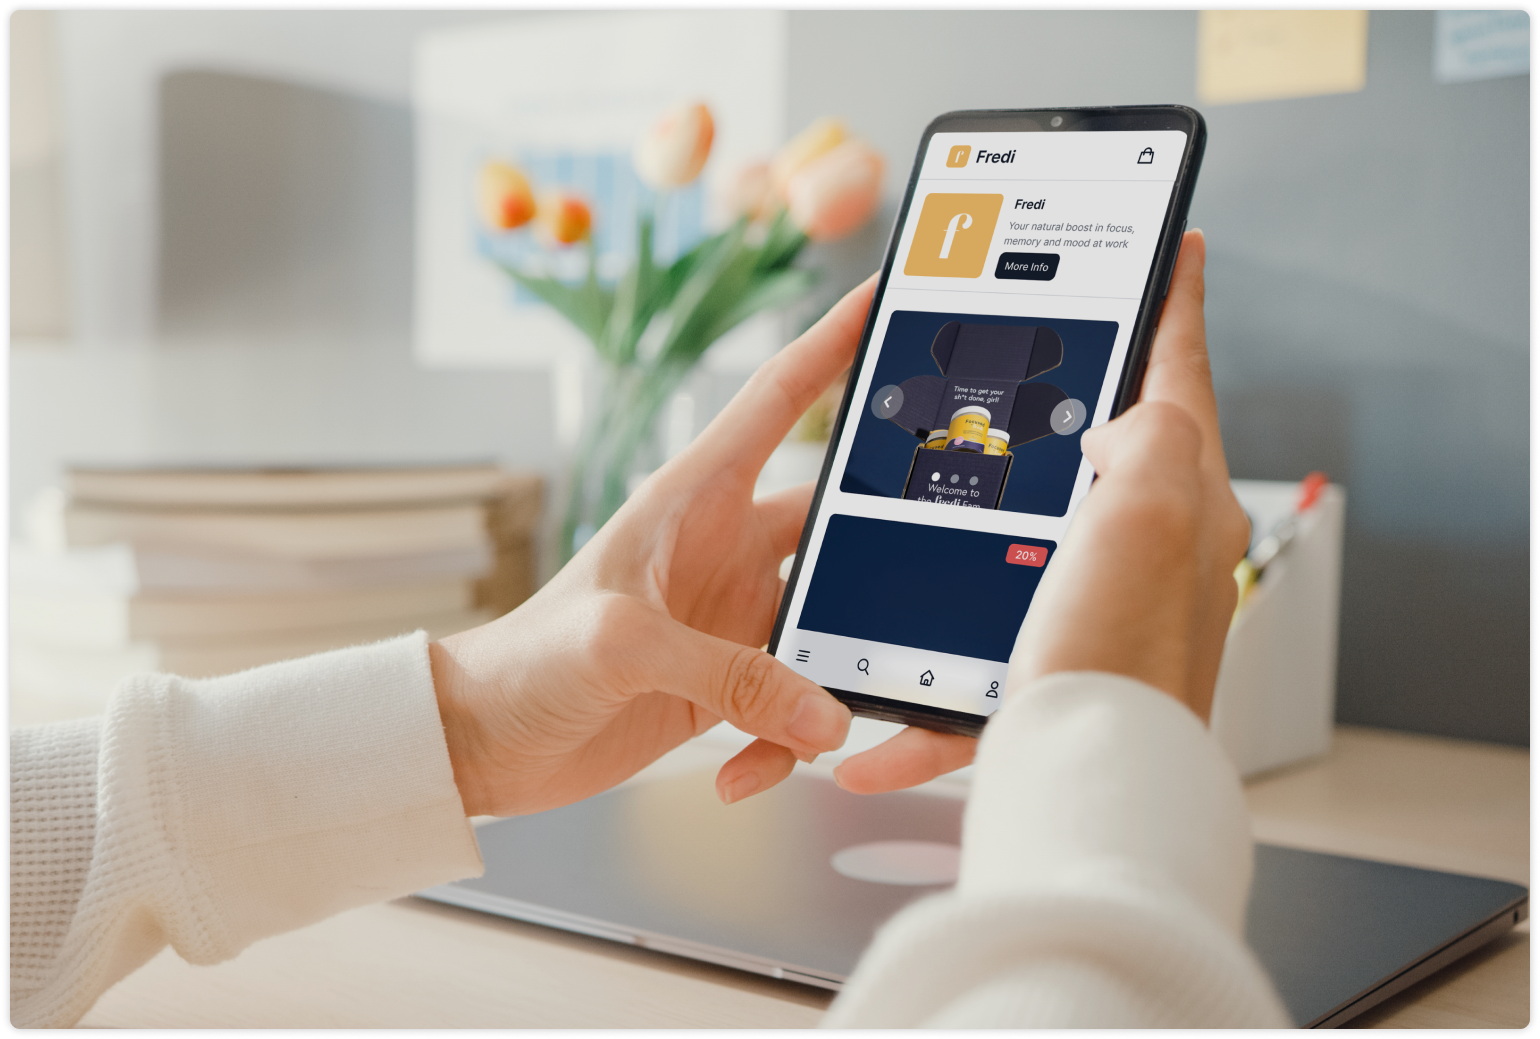 f Fredi
f
Fredi
Your natural boost in focus,
memory and mood at work
More Info
Time to get your
sh*t done, girl!
Welcome to
the fredi Fam
20%